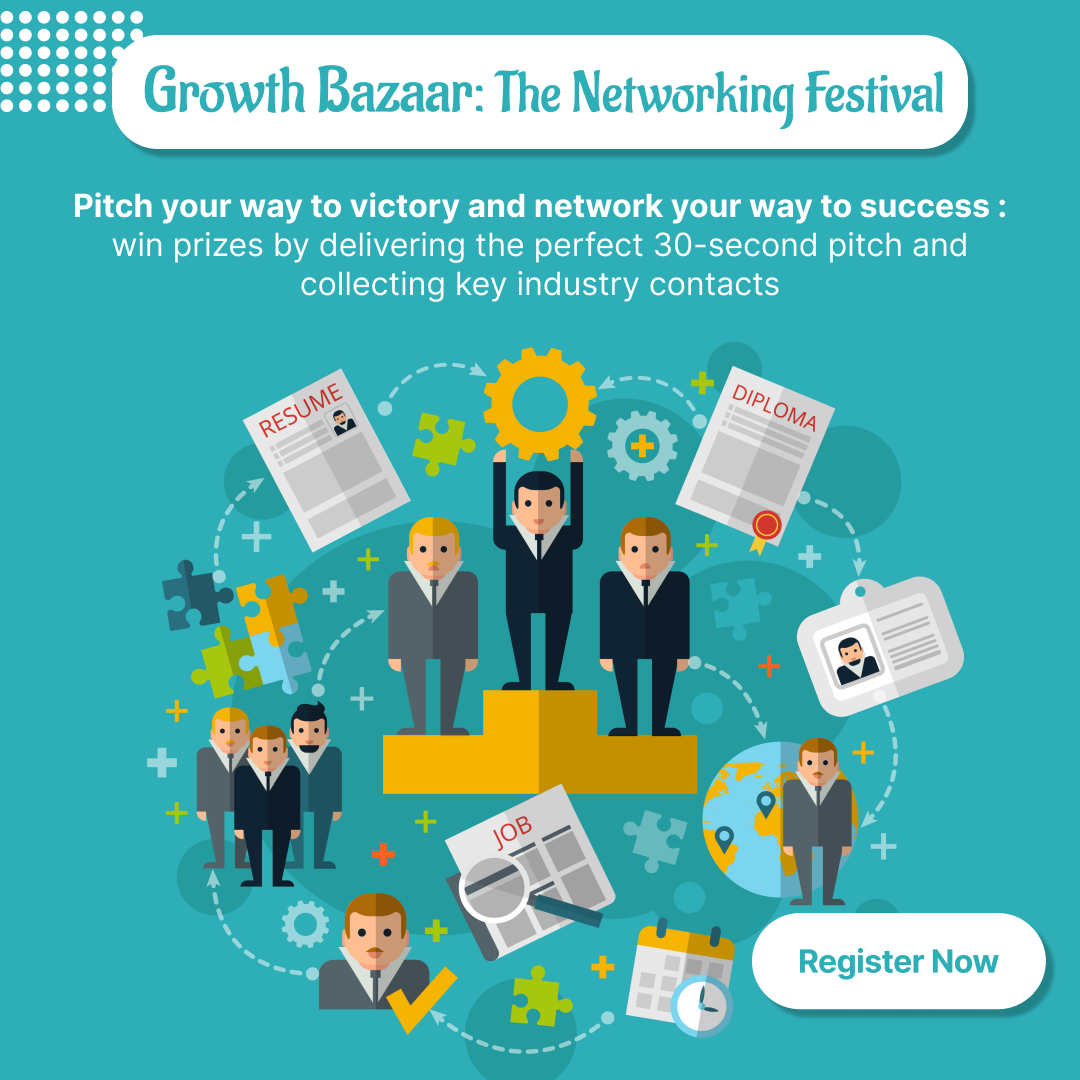 Growth Bazaar: The Networking Festival
Pitch your way to victory and network your way to success :
win prizes by delivering the perfect 30-second pitch and
collecting key industry contacts
RESUME
DIPLOMA
JOB
Register Now